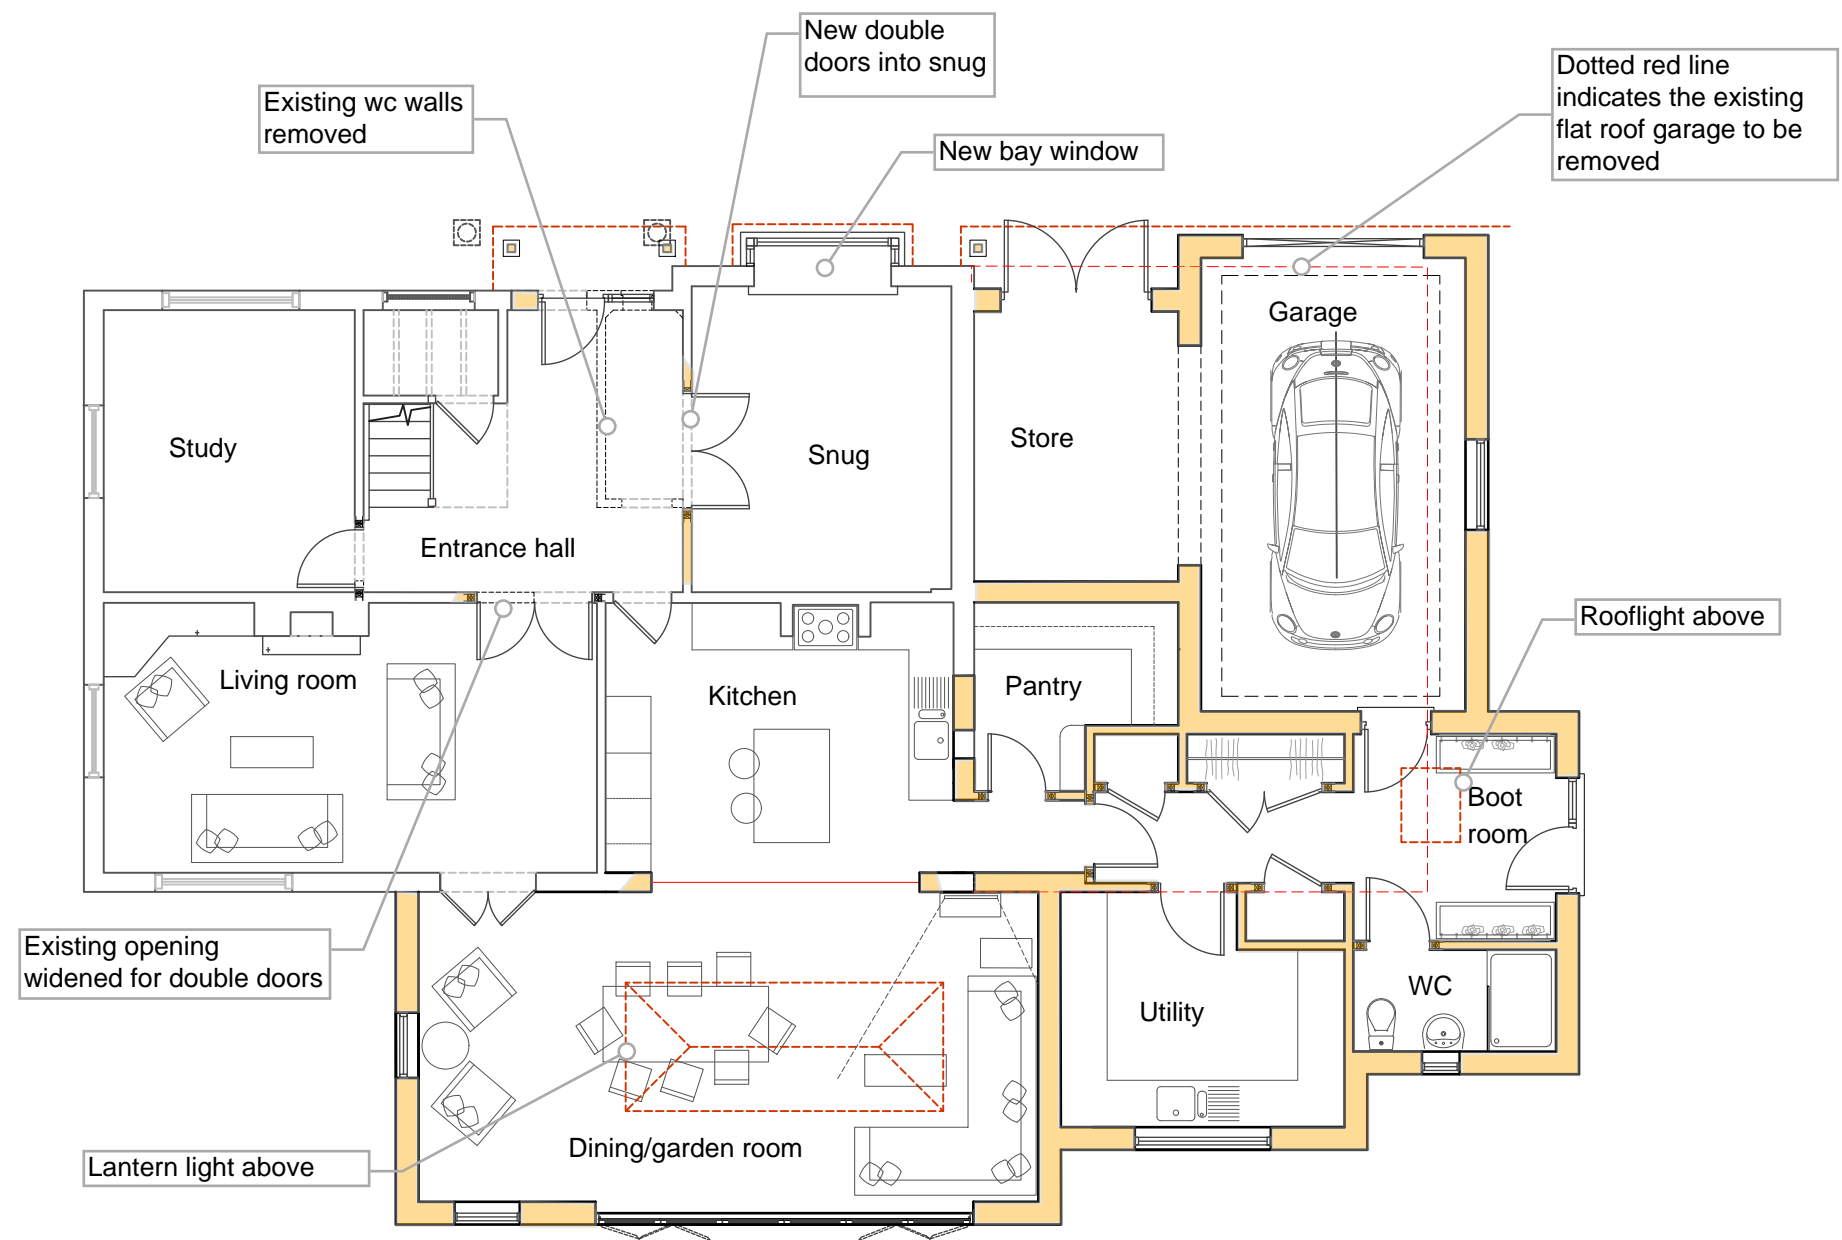 New double
doors into snug
Existing wc walls
removed
New bay window
Dotted red line
indicates the existing
flat roof garage to be
removed
Garage
Study
Snug
Store
Entrance hall
Rooflight above
Living room
Kitchen
Pantry
Boot
room
Existing opening
widened for double doors
WC
Utility
Dining/garden room
Lantern light above